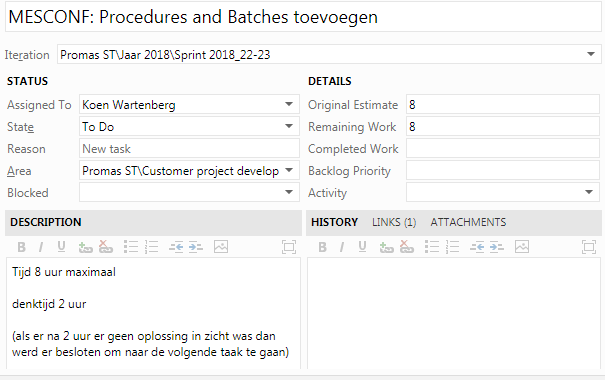 MESCONF: Procedures and Batches toevoegen
Iteration Promas ST\Jaar 2018\Sprint 2018_22-23
STATUS
Assigned To Koen Wartenberg
State To Do
Reason New task
Area Promas ST\Customer project develop
Blocked
DETAILS
Original Estimate 8
Remaining Work 8
Completed Work
Backlog Priority
Activity
DESCRIPTION
B I U
Tijd 8 uur maximaal
denktijd 2 uur
(als er na 2 uur er geen oplossing in zicht was dan
werd er besloten om naar de volgende taak te gaan)
HISTORY LINKS (1) ATTACHMENTS
B I U